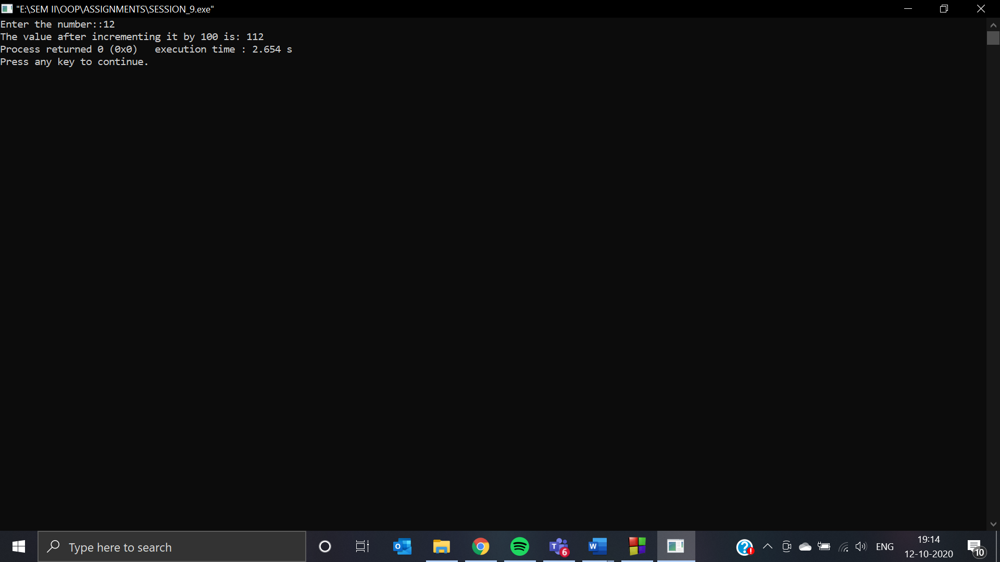 "E:\SEM II\OOP\ASSIGNMENTS\SESSION_9.exe"
Enter the number::12
The value after incrementing it by 100 is: 112
Process returned 0 (0x0)   execution time : 2.654 s
Press any key to continue.
Type here to search
O
T
6
W
?
!
ENG
19:14
12-10-2020
10